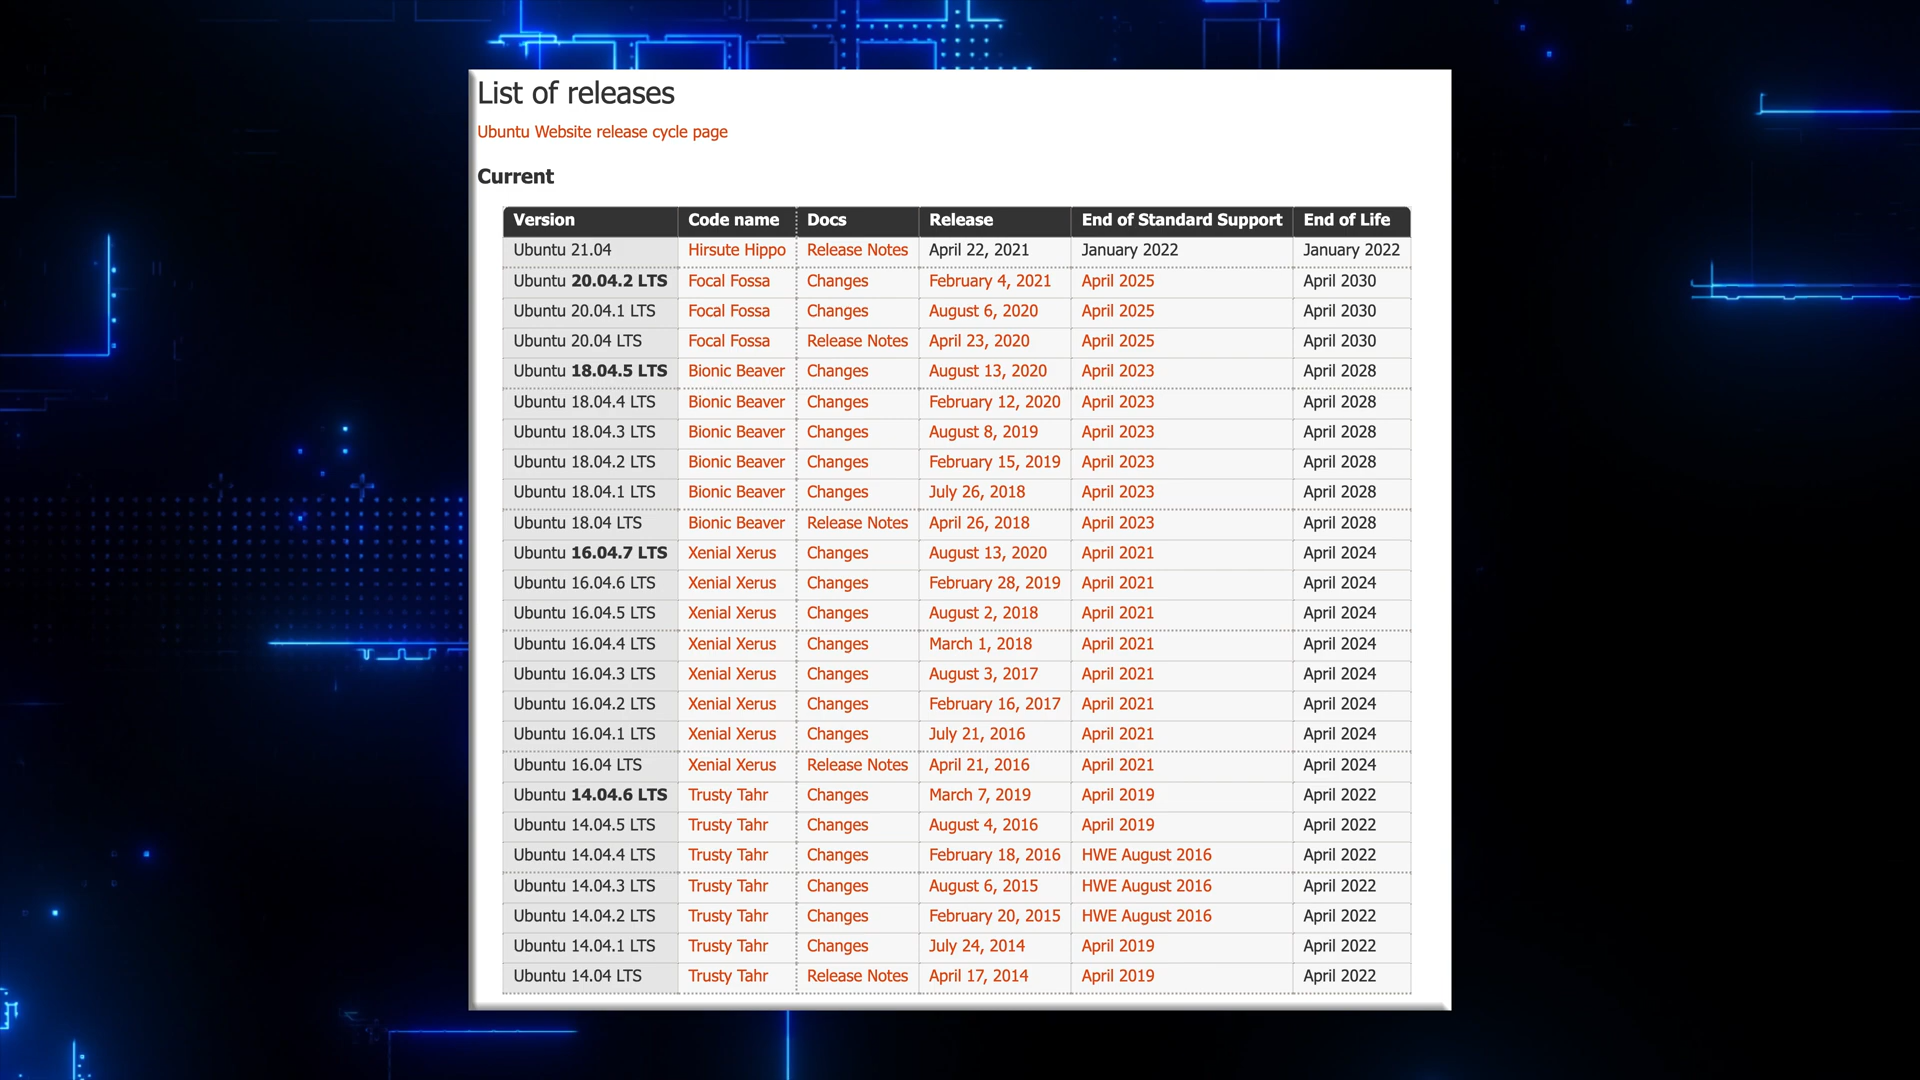 List of releases
Ubuntu Website release cycle page
Current
Version Code name Docs Release End of Standard Support End of Life
Ubuntu 21.04 Hirsute Hippo Release Notes April 22, 2021 January 2022 January 2022
Ubuntu 20.04.2 LTS Focal Fossa Changes February 4, 2021 April 2025 April 2030
Ubuntu 20.04.1 LTS Focal Fossa Changes August 6, 2020 April 2025 April 2030
Ubuntu 20.04 LTS Focal Fossa Release Notes April 23, 2020 April 2025 April 2030
Ubuntu 18.04.5 LTS Bionic Beaver Changes August 13, 2020 April 2023 April 2028
Ubuntu 18.04.4 LTS Bionic Beaver Changes February 12, 2020 April 2023 April 2028
Ubuntu 18.04.3 LTS Bionic Beaver Changes August 8, 2019 April 2023 April 2028
Ubuntu 18.04.2 LTS Bionic Beaver Changes February 15, 2019 April 2023 April 2028
Ubuntu 18.04.1 LTS Bionic Beaver Changes July 26, 2018 April 2023 April 2028
Ubuntu 18.04 LTS Bionic Beaver Release Notes April 26, 2018 April 2023 April 2028
Ubuntu 16.04.7 LTS Xenial Xerus Changes August 13, 2020 April 2021 April 2024
Ubuntu 16.04.6 LTS Xenial Xerus Changes February 28, 2019 April 2021 April 2024
Ubuntu 16.04.5 LTS Xenial Xerus Changes August 2, 2018 April 2021 April 2024
Ubuntu 16.04.4 LTS Xenial Xerus Changes March 1, 2018 April 2021 April 2024
Ubuntu 16.04.3 LTS Xenial Xerus Changes August 3, 2017 April 2021 April 2024
Ubuntu 16.04.2 LTS Xenial Xerus Changes February 16, 2017 April 2021 April 2024
Ubuntu 16.04.1 LTS Xenial Xerus Changes July 21, 2016 April 2021 April 2024
Ubuntu 16.04 LTS Xenial Xerus Release Notes April 21, 2016 April 2021 April 2024
Ubuntu 14.04.6 LTS Trusty Tahr Changes March 7, 2019 April 2019 April 2022
Ubuntu 14.04.5 LTS Trusty Tahr Changes August 4, 2016 April 2019 April 2022
Ubuntu 14.04.4 LTS Trusty Tahr Changes February 18, 2016 HWE August 2016 April 2022
Ubuntu 14.04.3 LTS Trusty Tahr Changes August 6, 2015 HWE August 2016 April 2022
Ubuntu 14.04.2 LTS Trusty Tahr Changes February 20, 2015 HWE August 2016 April 2022
Ubuntu 14.04.1 LTS Trusty Tahr Changes July 24, 2014 April 2019 April 2022
Ubuntu 14.04 LTS Trusty Tahr Release Notes April 17, 2014 April 2019 April 2022